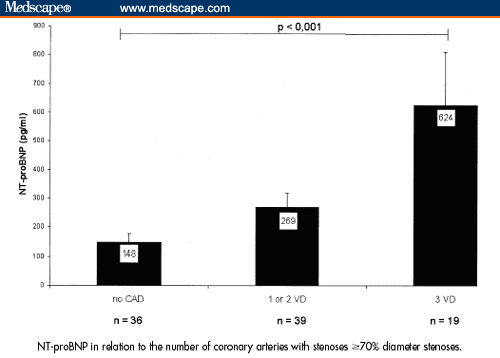 Medscape® www.medscape.com
p < 0,001
900
800
700
600
500
400
300
200
100
0
NT-proBNP (pg/ml)
148
269
624
no CAD 1 or 2 VD 3 VD
n = 36 n = 39 n = 19
NT-proBNP in relation to the number of coronary arteries with stenoses ≥70% diameter stenoses.